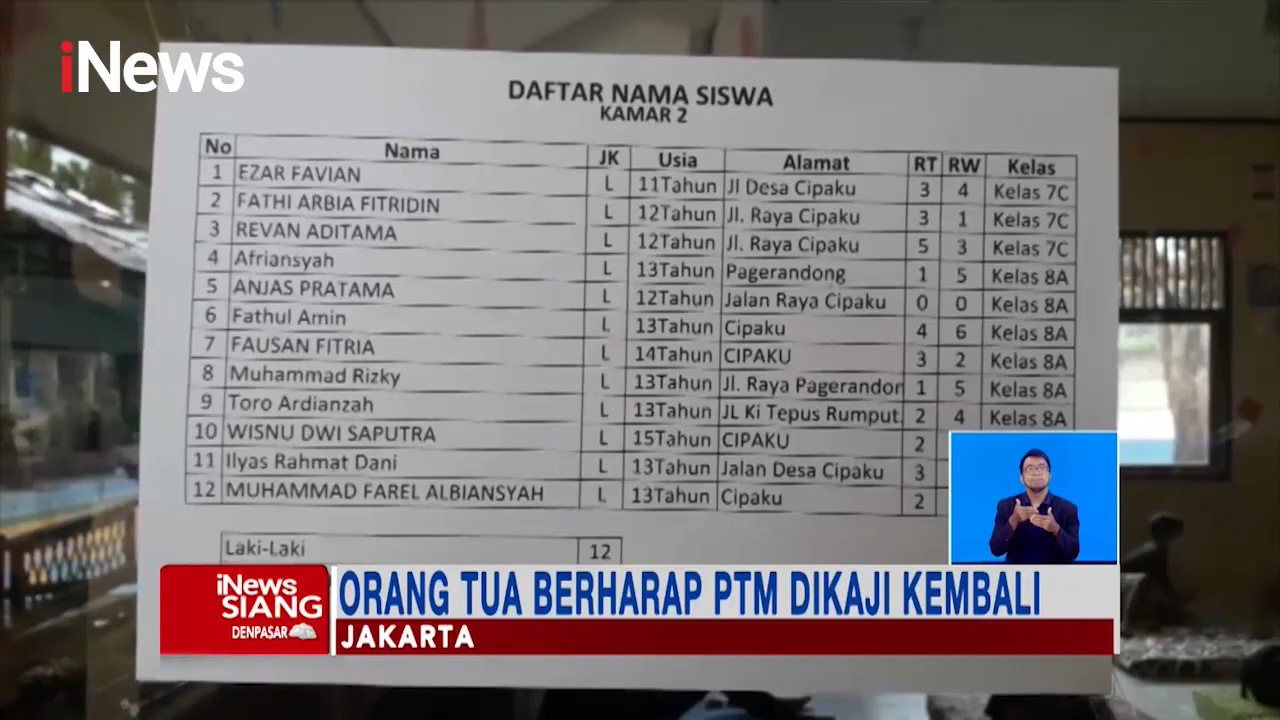 iNews
DAFTAR NAMA SISWA
KAMAR 2
No Nama JK Usia Alamat RT RW Kelas
1 EZAR FAVIAN L 11Tahun Jl Desa Cipaku 3 4 Kelas 7C
2 FATHI ARBIA FITRIDIN L 12Tahun Jl. Raya Cipaku 3 1 Kelas 7C
3 REVAN ADITAMA L 12Tahun Jl. Raya Cipaku 5 3 Kelas 7C
4 Afriansyah L 13Tahun Pagerandong 1 5 Kelas 8A
5 ANJAS PRATAMA L 12Tahun Jalan Raya Cipaku 0 0 Kelas 8A
6 Fathul Amin L 13Tahun Cipaku 4 6 Kelas 8A
7 FAUSAN FITRIA L 14Tahun CIPAKU 3 2 Kelas 8A
8 Muhammad Rizky L 13Tahun Jl. Raya Pagerandon 1 5 Kelas 8A
9 Toro Ardianzah L 13Tahun JL Ki Tepus Rumput. 2 4 Kelas 8A
10 WISNU DWI SAPUTRA L 15Tahun CIPAKU 2
11 Ilyas Rahmat Dani L 13Tahun Jalan Desa Cipaku 3
12 MUHAMMAD FAREL ALBIANSYAH L 13Tahun Cipaku 2
Laki-Laki 12
iNews
SIANG
DENPASAR
ORANG TUA BERHARAP PTM DIKAJI KEMBALI
JAKARTA